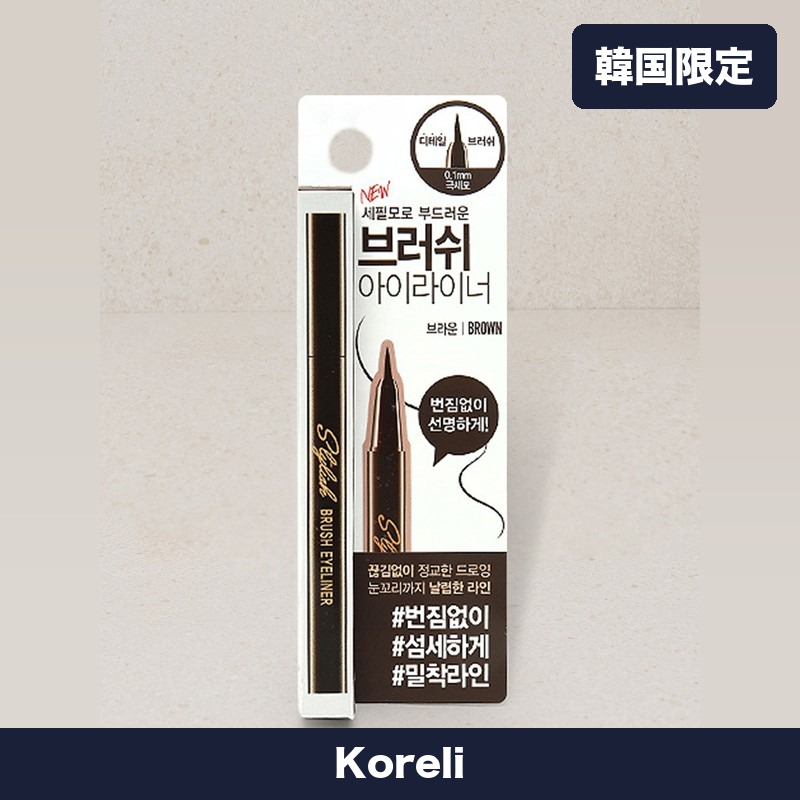 韓国限定
디테일 브러쉬
0.1mm
극세모
NEW
세필모로 부드러운
브러쉬
아이라이너
브라운 | BROWN
번짐없이
선명하게!
Stylish BRUSH EYELINER
끊김없이 정교한 드로잉
눈꼬리까지 날렵한 라인
#번짐없이
#섬세하게
#밀착라인
Koreli